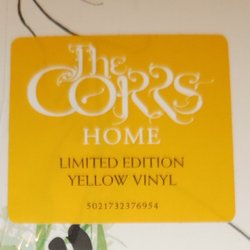 The
CORRS
HOME
LIMITED EDITION
YELLOW VINYL
5021732376954